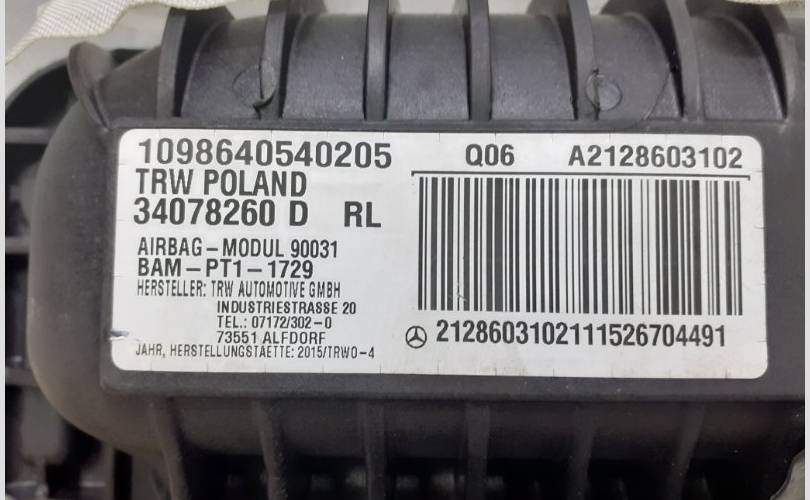 1098640540205
TRW POLAND
34078260 D RL
AIRBAG-MODUL 90031
BAM-PT1-1729
HERSTELLER: TRW AUTOMOTIVE GMBH
INDUSTRIESTRASSE 20
TEL.: 07172/302-0
73551 ALFDORF
JAHR, HERSTELLUNGSTAETTE: 2015/TRWO-4
Q06 A2128603102
2128603102111526704491